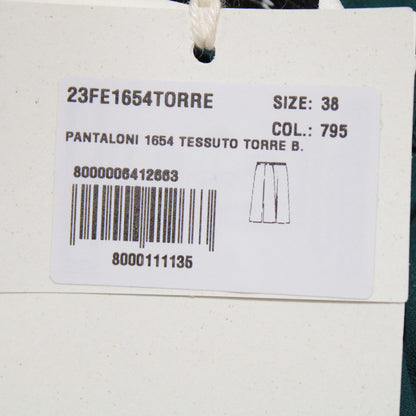 23FE1654TORRE
SIZE: 38
COL.: 795
PANTALONI 1654 TESSUTO TORRE B.
8000006412663
8000111135